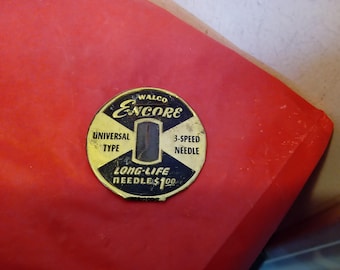 WALCO
ENCORE
UNIVERSAL
TYPE
3-SPEED
NEEDLE
LONG-LIFE
NEEDLE $1.00